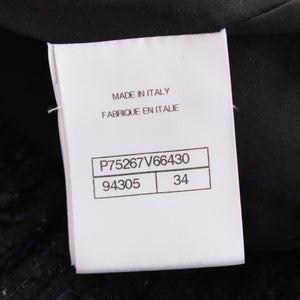 MADE IN ITALY
FABRIQUE EN ITALIE
P75267V66430
94305 34